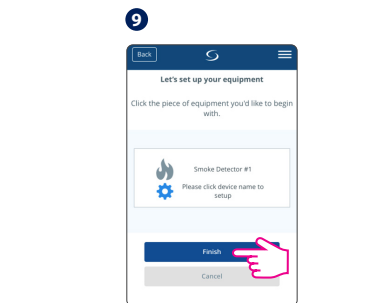 9
Back
Let's set up your equipment
Click the piece of equipment you'd like to begin
with.
Smoke Detector #1
Please click device name to
setup
Finish
Cancel